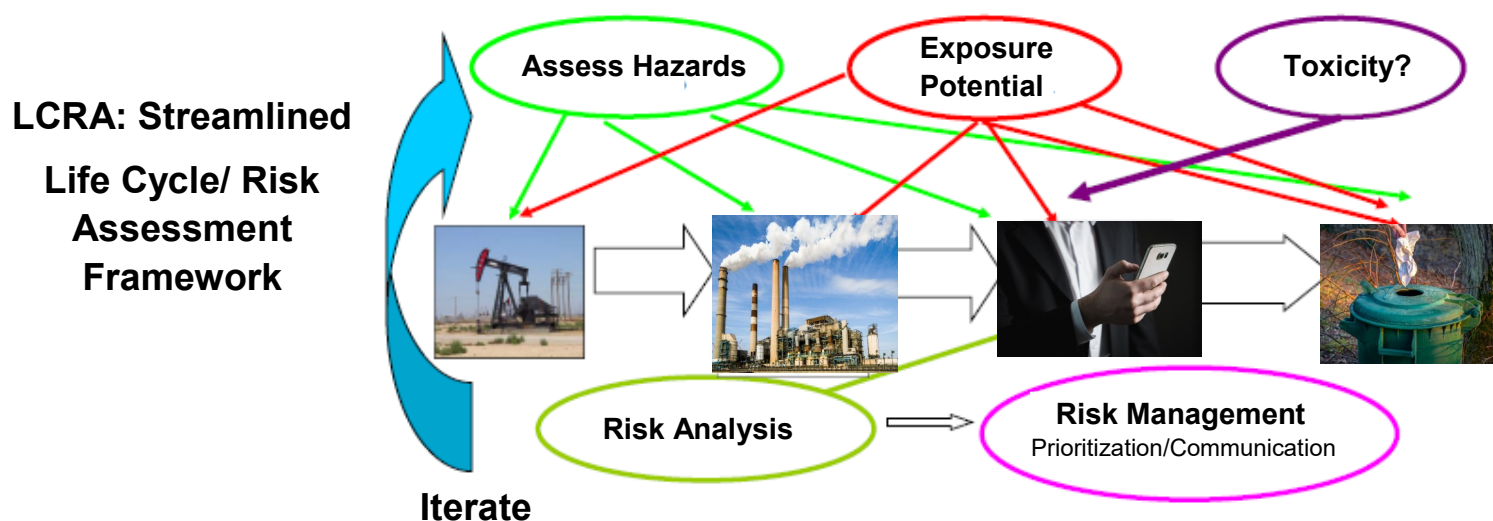 LCRA: Streamlined
Life Cycle/ Risk
Assessment
Framework
Assess Hazards
Exposure
Potential
Toxicity?
Risk Analysis
Risk Management
Prioritization/Communication
Iterate